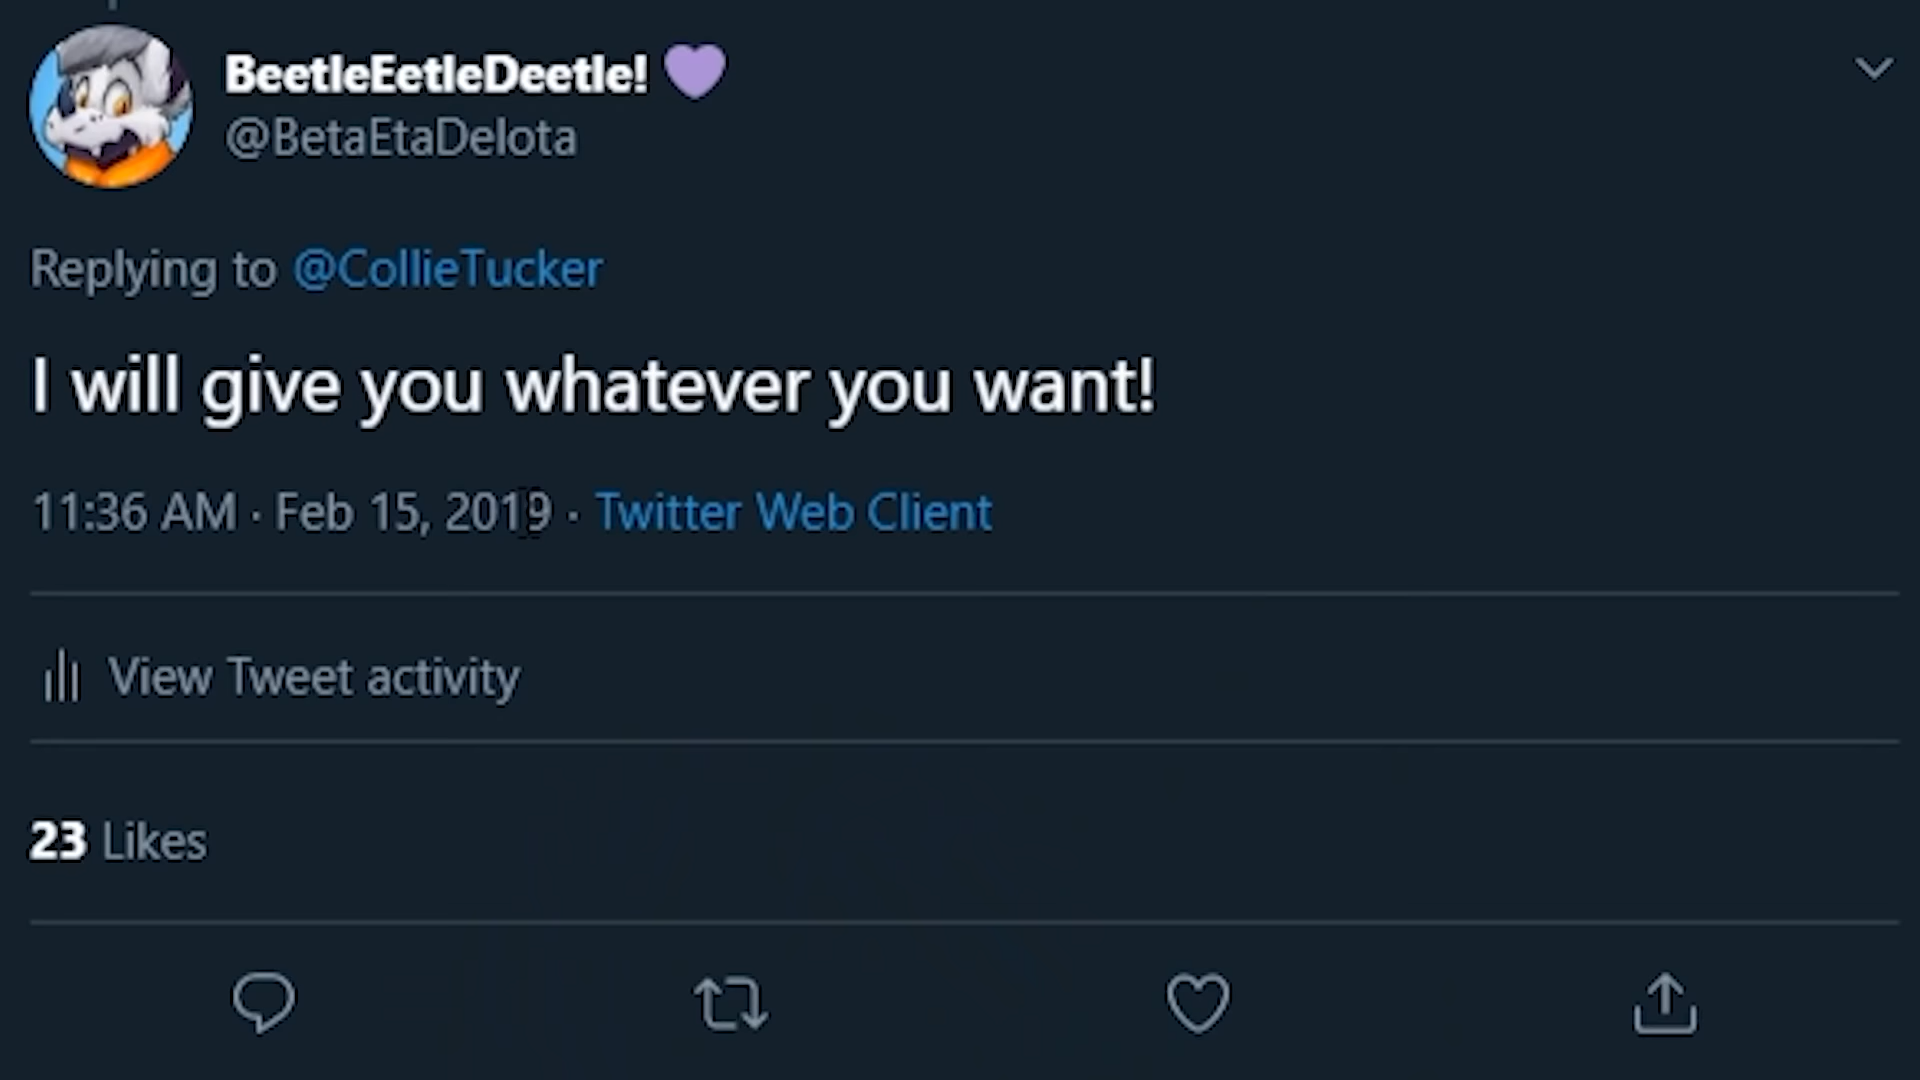 BeetleEetleDeetle! 💜
@BetaEtaDelota
Replying to @CollieTucker
I will give you whatever you want!
11:36 AM · Feb 15, 2019 · Twitter Web Client
View Tweet activity
23 Likes